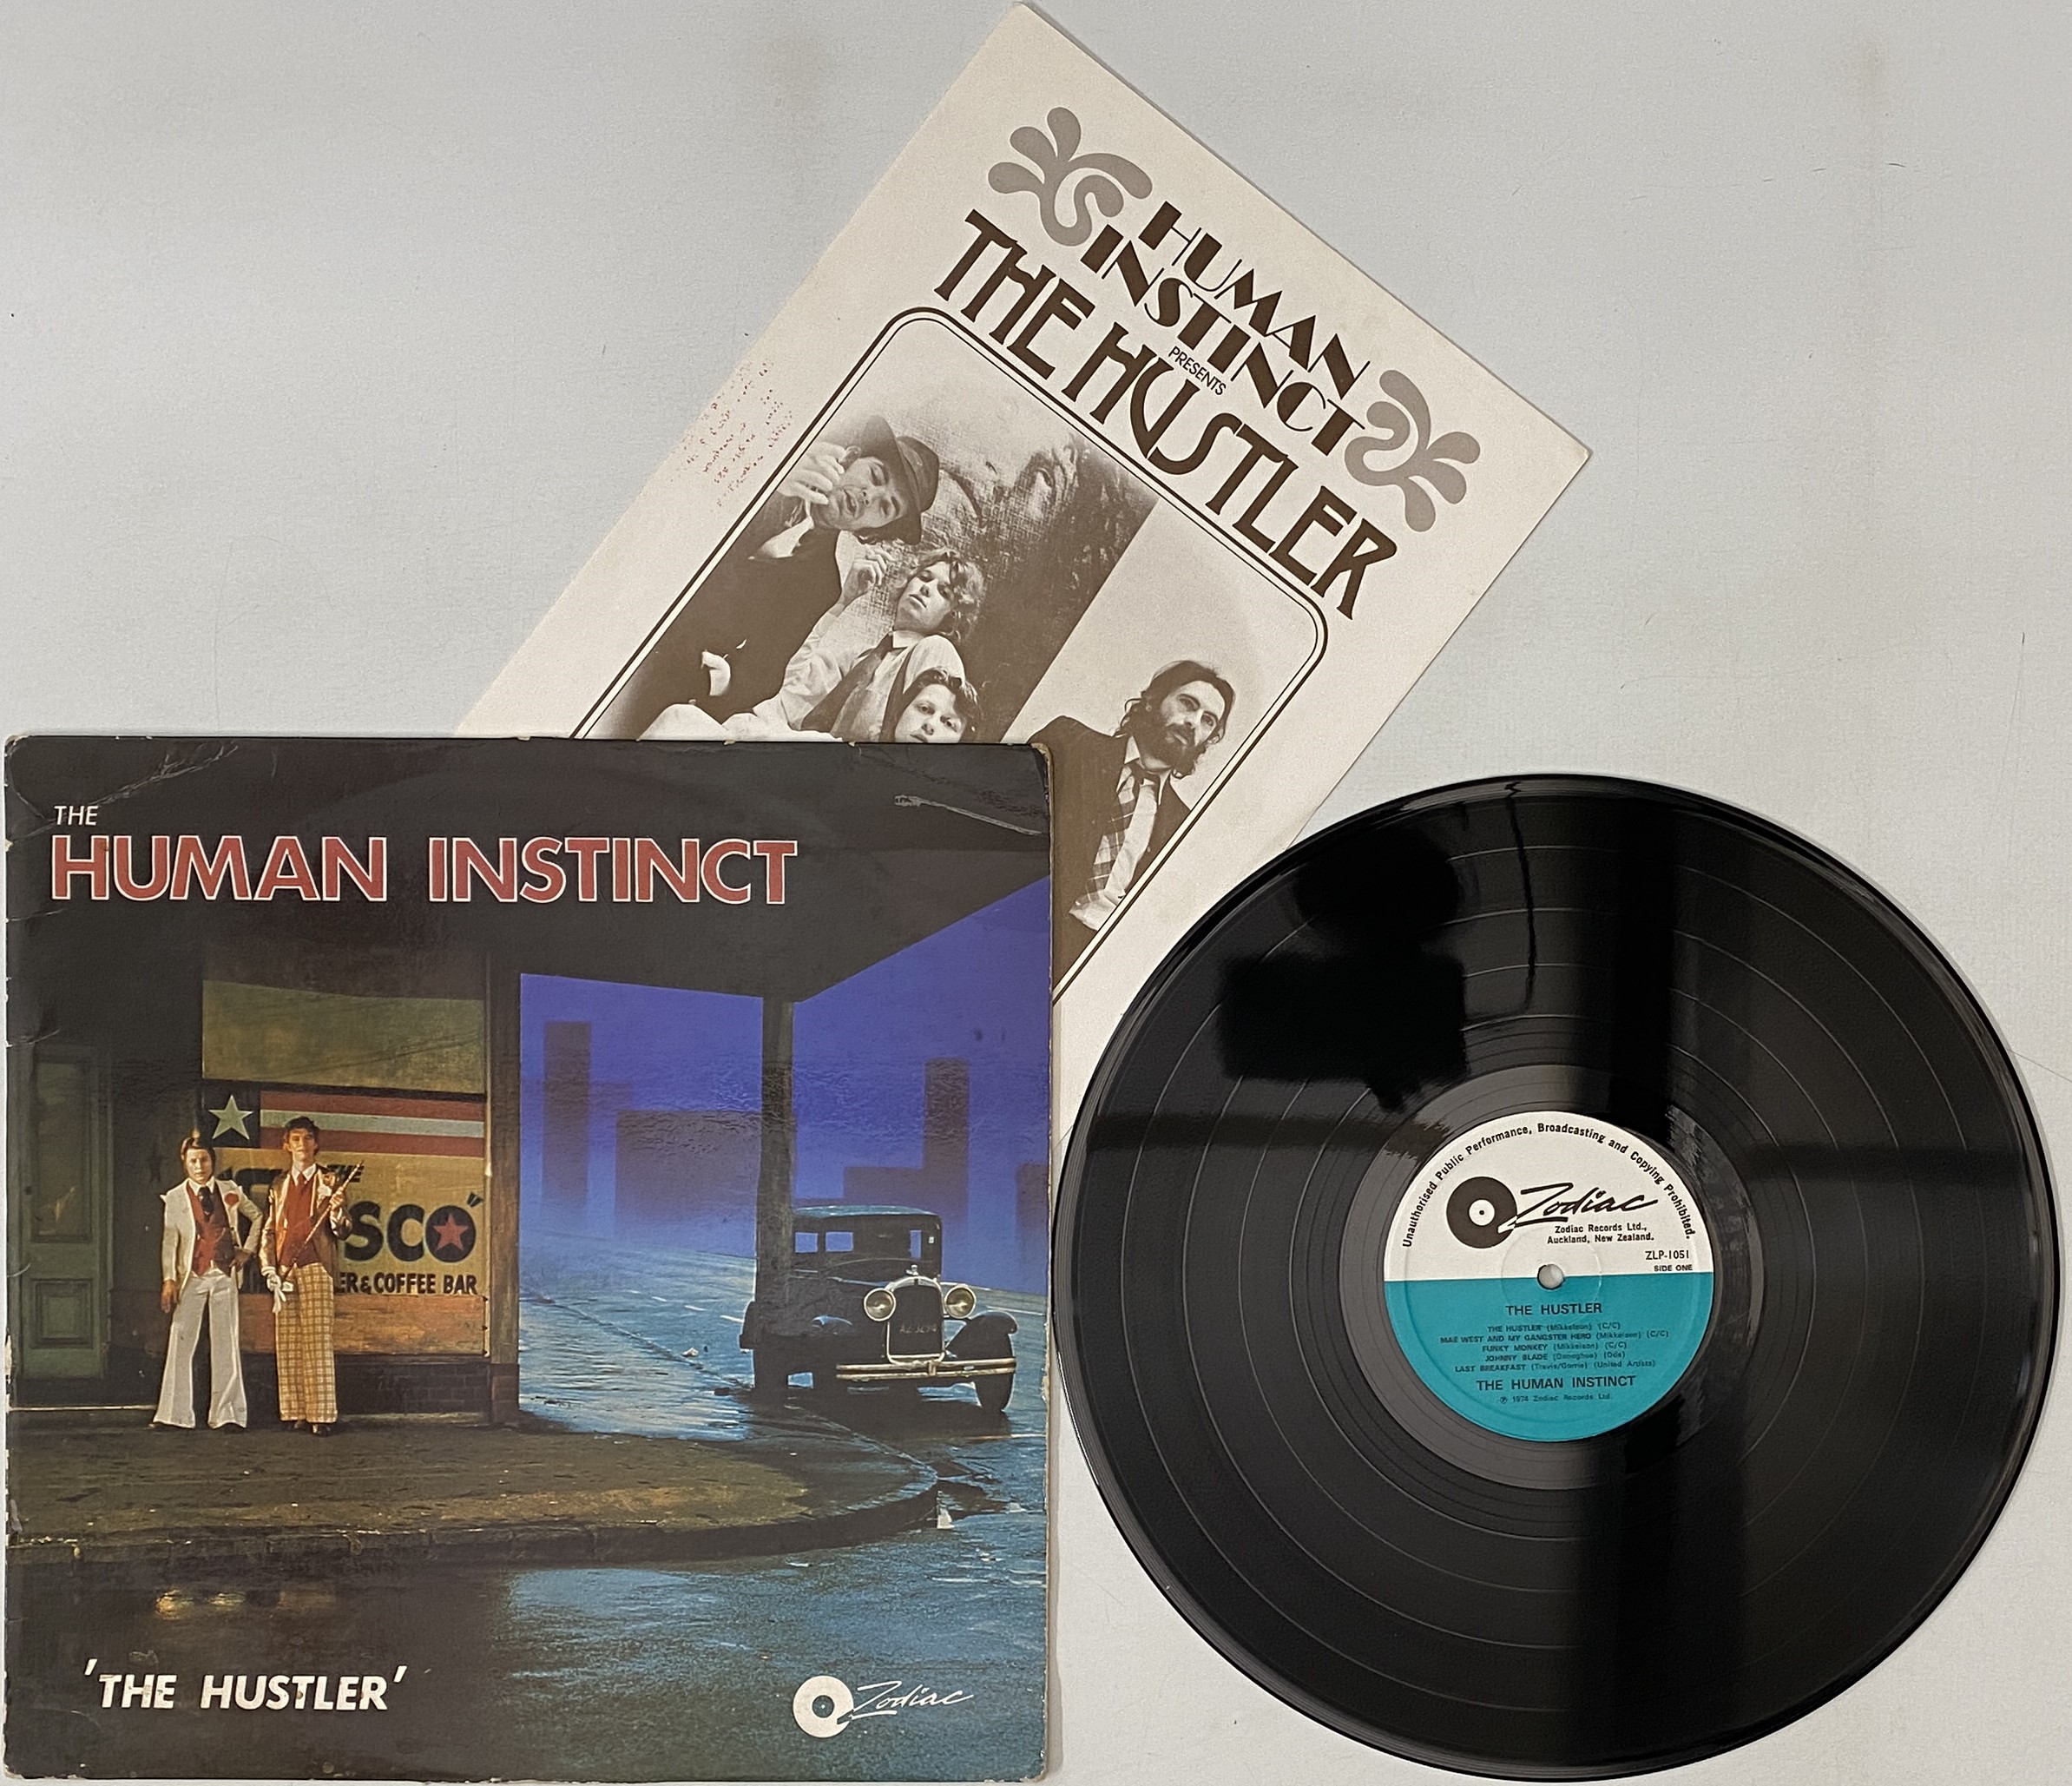 HUMAN
INSTINCT
PRESENTS
THE HUSTLER
THE
HUMAN INSTINCT
THE
SCO"
ER & COFFEE BAR
'THE HUSTLER'
Zodiac
Unauthorised Public Performance, Broadcasting and Copying Prohibited.
Zodiac
Zodiac Records Ltd.,
Auckland, New Zealand.
ZLP-1051
SIDE ONE
THE HUSTLER
THE HUSTLER (Mikkelson) (C/C)
MAE WEST AND MY GANGSTER HERO (Mikkelson) (C/C)
FUNKY MONKEY (Mikkelson) (C/C)
JOHNNY BLADE (Donoghue) (Ode)
LAST BREAKFAST (Travis/Gorrie) (United Artists)
THE HUMAN INSTINCT
℗ 1974 Zodiac Records Ltd.